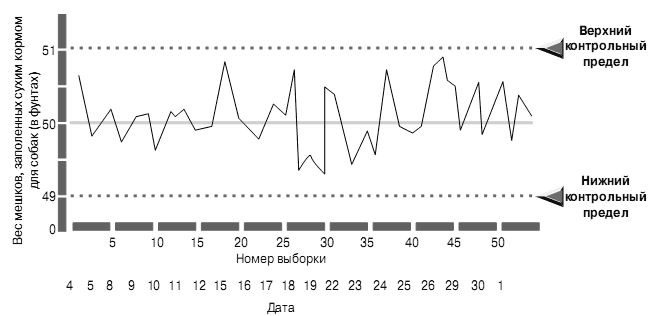 Вес мешков, заполенных сухим кормом
для собак (в фунтах)
51
50
49
0
Верхний
контрольный
предел
Нижний
контрольный
предел
5 10 15 20 25 30 35 40 45 50
Номер выборки
4 5 8 9 10 11 12 15 16 17 18 19 22 23 24 25 26 29 30 1
Дата